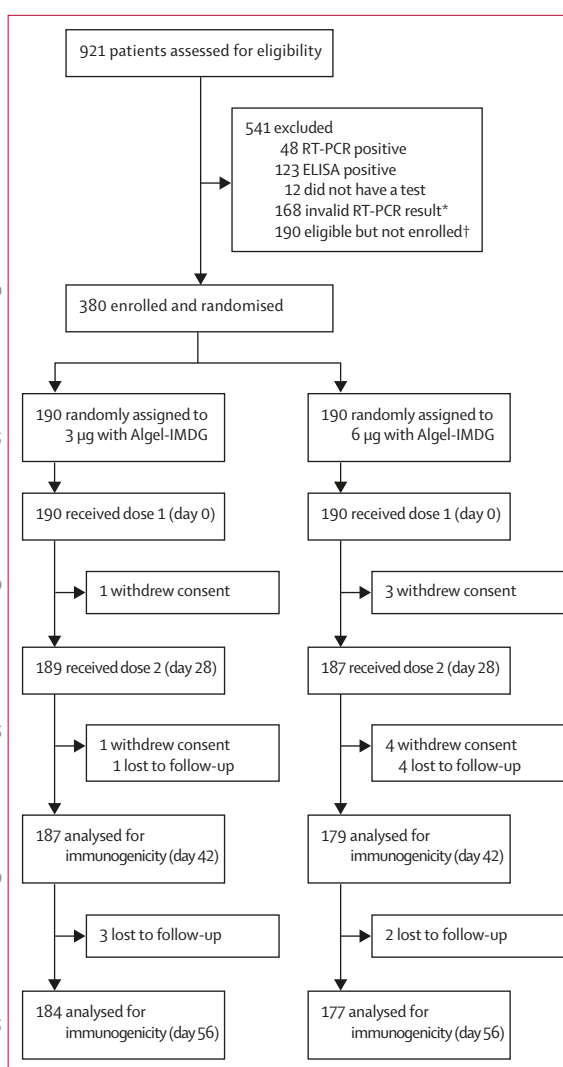 921 patients assessed for eligibility
541 excluded
48 RT-PCR positive
123 ELISA positive
12 did not have a test
168 invalid RT-PCR result*
190 eligible but not enrolled†
380 enrolled and randomised
190 randomly assigned to
3 µg with Algel-IMDG
190 randomly assigned to
6 µg with Algel-IMDG
190 received dose 1 (day 0)
190 received dose 1 (day 0)
1 withdrew consent
3 withdrew consent
189 received dose 2 (day 28)
187 received dose 2 (day 28)
1 withdrew consent
1 lost to follow-up
4 withdrew consent
4 lost to follow-up
187 analysed for
immunogenicity (day 42)
179 analysed for
immunogenicity (day 42)
3 lost to follow-up
2 lost to follow-up
184 analysed for
immunogenicity (day 56)
177 analysed for
immunogenicity (day 56)